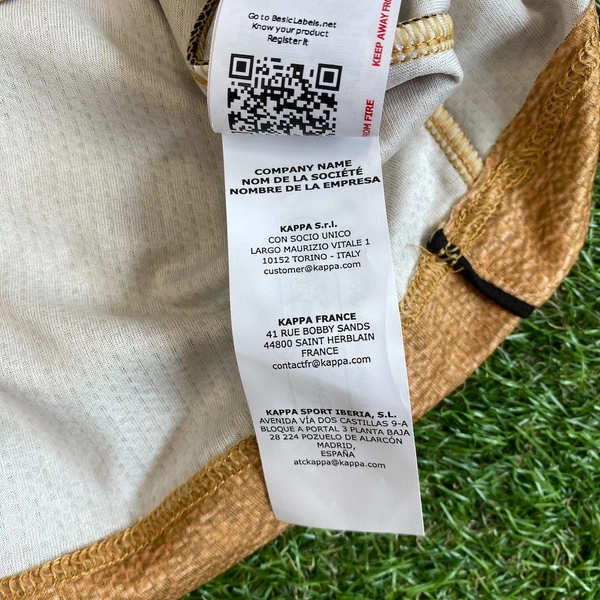 Go to BasicLabels.net
Know your product
Register it
KEEP AWAY FRO
OM FIRE
COMPANY NAME
NOM DE LA SOCIÉTÉ
NOMBRE DE LA EMPRESA
KAPPA S.r.l.
CON SOCIO UNICO
LARGO MAURIZIO VITALE 1
10152 TORINO - ITALY
customer@kappa.com
KAPPA FRANCE
41 RUE BOBBY SANDS
44800 SAINT HERBLAIN
FRANCE
contactfr@kappa.com
KAPPA SPORT IBERIA, S.L.
AVENIDA VÍA DOS CASTILLAS 9-A
BLOQUE A PORTAL 3 PLANTA BAJA
28 224 POZUELO DE ALARCÓN
MADRID,
ESPAÑA
atckappa@kappa.com